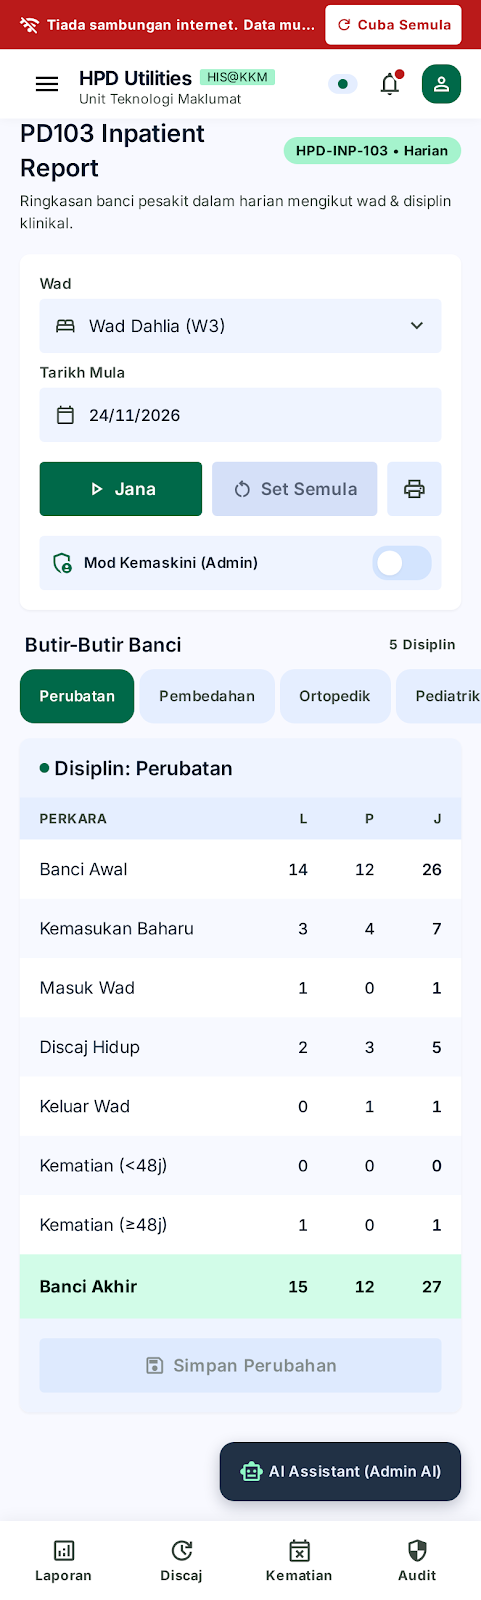 Tiada sambungan internet. Data mu...
Cuba Semula
HPD Utilities HIS@KKM
Unit Teknologi Maklumat
PD103 Inpatient
Report
HPD-INP-103 • Harian
Ringkasan banci pesakit dalam harian mengikut wad & disiplin
klinikal.
Wad
Wad Dahlia (W3)
Tarikh Mula
24/11/2026
Jana
Set Semula
Mod Kemaskini (Admin)
Butir-Butir Banci
5 Disiplin
Perubatan Pembedahan Ortopedik Pediatrik
Disiplin: Perubatan
PERKARA L P J
Banci Awal 14 12 26
Kemasukan Baharu 3 4 7
Masuk Wad 1 0 1
Discaj Hidup 2 3 5
Keluar Wad 0 1 1
Kematian (<48j) 0 0 0
Kematian (≥48j) 1 0 1
Banci Akhir 15 12 27
Simpan Perubahan
AI Assistant (Admin AI)
Laporan Discaj Kematian Audit